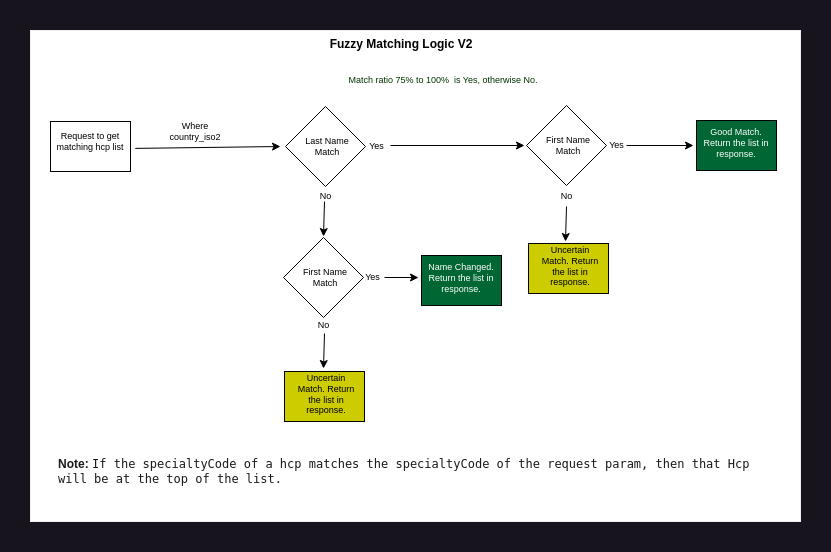 Fuzzy Matching Logic V2
Match ratio 75% to 100%  is Yes, otherwise No.
Request to get
matching hcp list
Where
country_iso2
Last Name
Match
Yes
First Name
Match
Yes
Good Match.
Return the list in
response.
No
No
First Name
Match
Yes
Name Changed.
Return the list in
response.
Uncertain
Match. Return
the list in
response.
No
Uncertain
Match. Return
the list in
response.
Note: If the specialtyCode of a hcp matches the specialtyCode of the request param, then that Hcp
will be at the top of the list.